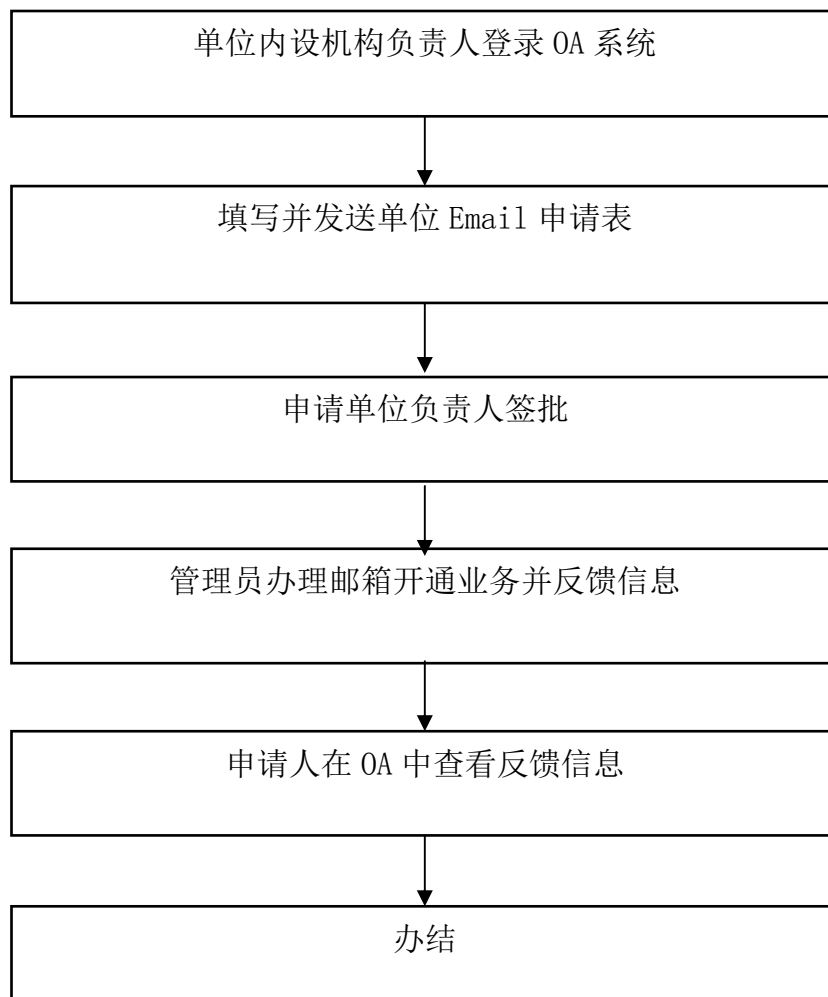 单位内设机构负责人登录 OA 系统
填写并发送单位 Email 申请表
申请单位负责人签批
管理员办理邮箱开通业务并反馈信息
申请人在 OA 中查看反馈信息
办结